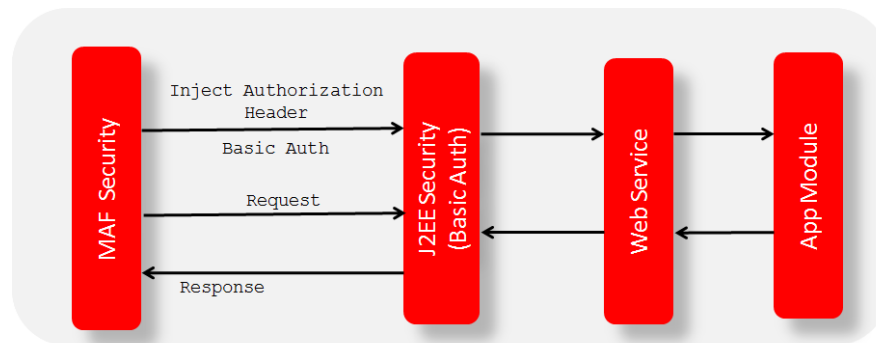 MAF Security
Inject Authorization
Header
Basic Auth
Request
Response
J2EE Security
(Basic Auth)
Web Service
App Module